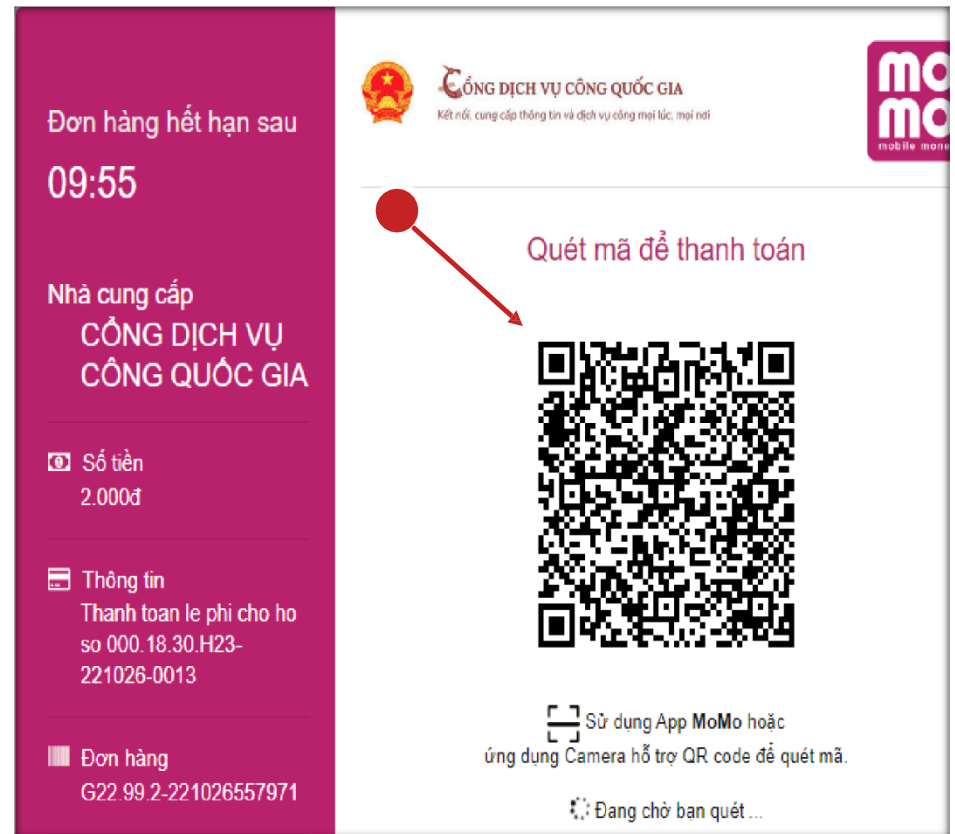 Đơn hàng hết hạn sau
09:55
Nhà cung cấp
CỔNG DỊCH VỤ
CÔNG QUỐC GIA
Số tiền
2.000đ
Thông tin
Thanh toan le phi cho ho
so 000.18.30.H23-
221026-0013
Đơn hàng
G22.99.2-221026557971
CỔNG DỊCH VỤ CÔNG QUỐC GIA
Kết nối, cung cấp thông tin và dịch vụ công mọi lúc, mọi nơi
mo
mo
mobile mone
Quét mã để thanh toán
Sử dụng App MoMo hoặc
ứng dụng Camera hỗ trợ QR code để quét mã.
Đang chờ bạn quét ...